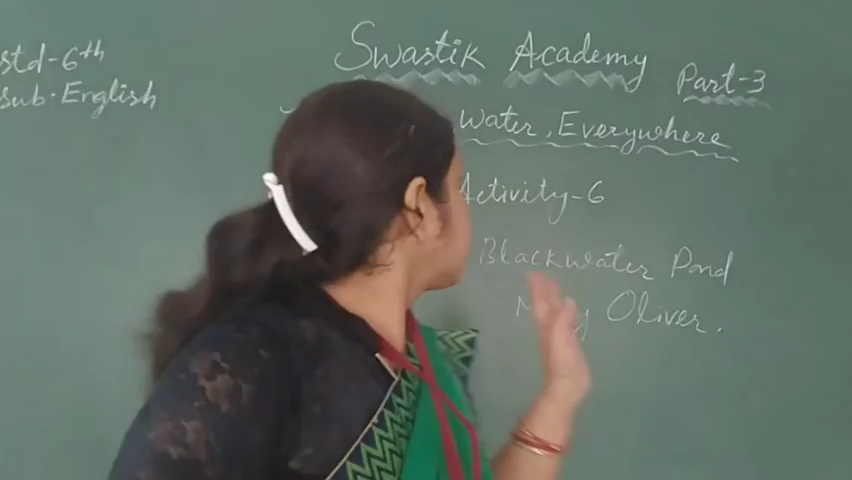 Std-6th
Sub. English
Swastik Academy
Part-3
Water, Everywhere
Activity-6
Blackwater Pond
Oliver.